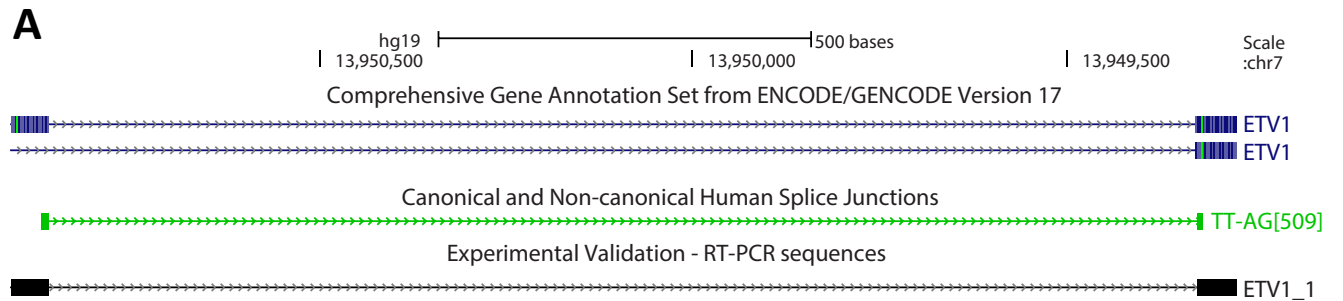 A
hg19 500 bases Scale
13,950,500 13,950,000 13,949,500 :chr7
Comprehensive Gene Annotation Set from ENCODE/GENCODE Version 17
ETV1
ETV1
Canonical and Non-canonical Human Splice Junctions
TT-AG[509]
Experimental Validation - RT-PCR sequences
ETV1_1